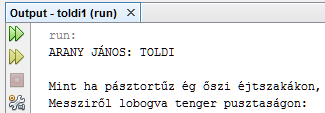 Output - toldi1 (run) ×
run:
ARANY JÁNOS: TOLDI
Mint ha pásztortűz ég őszi éjtszakákon,
Messziről lobogva tenger pusztaságon: